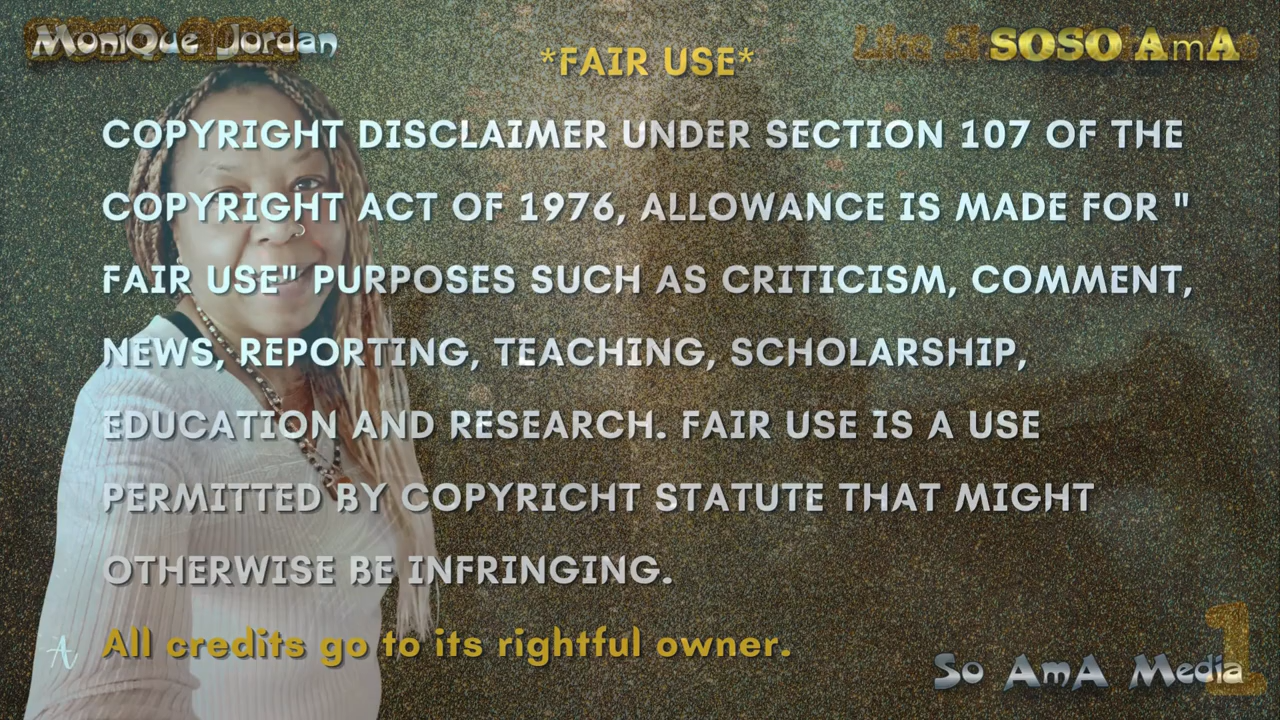 MoniQue Jordan
SOSO AmA
*FAIR USE*
COPYRIGHT DISCLAIMER UNDER SECTION 107 OF THE
COPYRIGHT ACT OF 1976, ALLOWANCE IS MADE FOR "
FAIR USE" PURPOSES SUCH AS CRITICISM, COMMENT,
NEWS, REPORTING, TEACHING, SCHOLARSHIP,
EDUCATION AND RESEARCH. FAIR USE IS A USE
PERMITTED BY COPYRICHT STATUTE THAT MIGHT
OTHERWISE BE INFRINGING.
All credits go to its rightful owner.
A
So AmA Media
1